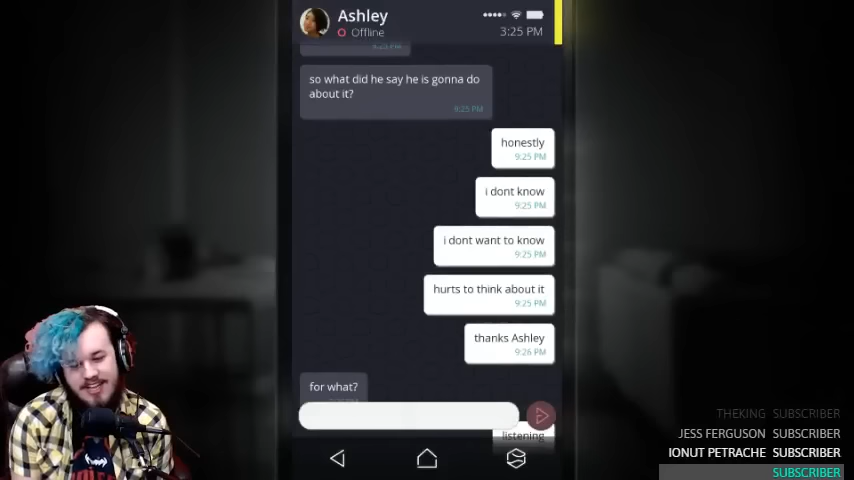 Ashley
Offline
3:25 PM
9:25 PM
so what did he say he is gonna do
about it?
9:25 PM
honestly
9:25 PM
i dont know
9:25 PM
i dont want to know
9:25 PM
hurts to think about it
9:25 PM
thanks Ashley
9:26 PM
for what?
listening
THEKING SUBSCRIBER
JESS FERGUSON SUBSCRIBER
IONUT PETRACHE SUBSCRIBER
SUBSCRIBER